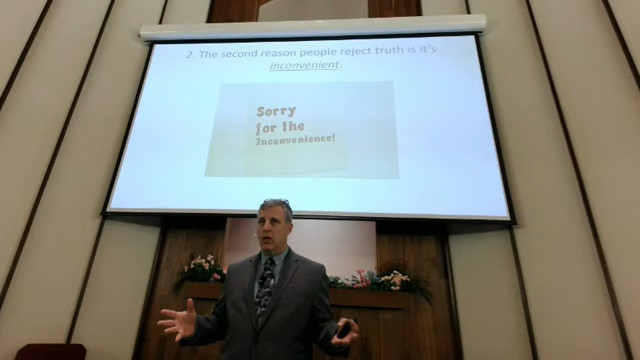 2. The second reason people reject truth is it's
inconvenient.
Sorry
for the
Inconvenience!